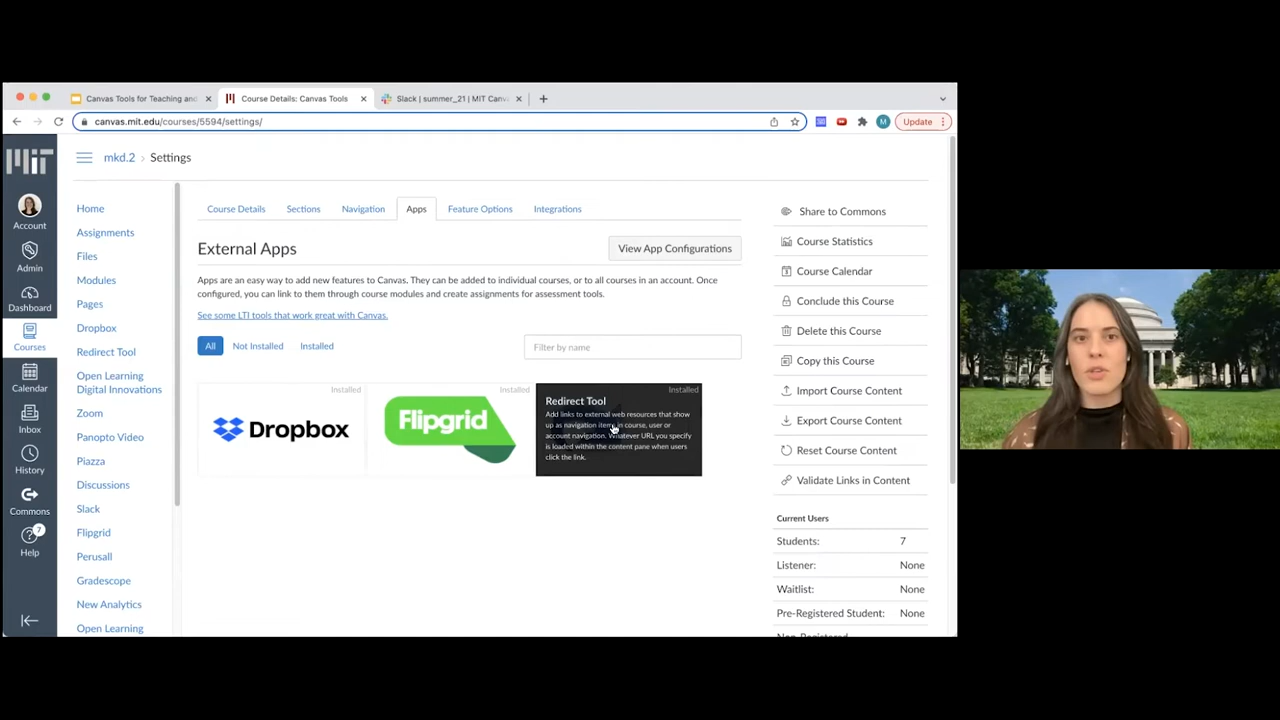 Canvas Tools for Teaching and
Course Details: Canvas Tools
Slack | summer_21 | MIT Canv
canvas.mit.edu/courses/5594/settings/
M
Update
MIT
mkd.2 > Settings
Account
Admin
Dashboard
Courses
Calendar
Inbox
History
Commons
7
Help
Home
Assignments
Files
Modules
Pages
Dropbox
Redirect Tool
Open Learning
Digital Innovations
Zoom
Panopto Video
Piazza
Discussions
Slack
Flipgrid
Perusall
Gradescope
New Analytics
Open Learning
Course Details
Sections
Navigation
Apps
Feature Options
Integrations
External Apps
View App Configurations
Apps are an easy way to add new features to Canvas. They can be added to individual courses, or to all courses in an account. Once
configured, you can link to them through course modules and create assignments for assessment tools.
See some LTI tools that work great with Canvas.
All
Not Installed
Installed
Filter by name
Installed
Dropbox
Installed
Flipgrid
Installed
Redirect Tool
Add links to external web resources that show
up as navigation items in course, user or
account navigation. Whatever URL you specify
is loaded within the content pane when users
click the link.
Share to Commons
Course Statistics
Course Calendar
Conclude this Course
Delete this Course
Copy this Course
Import Course Content
Export Course Content
Reset Course Content
Validate Links in Content
Current Users
Students: 7
Listener: None
Waitlist: None
Pre-Registered Student: None